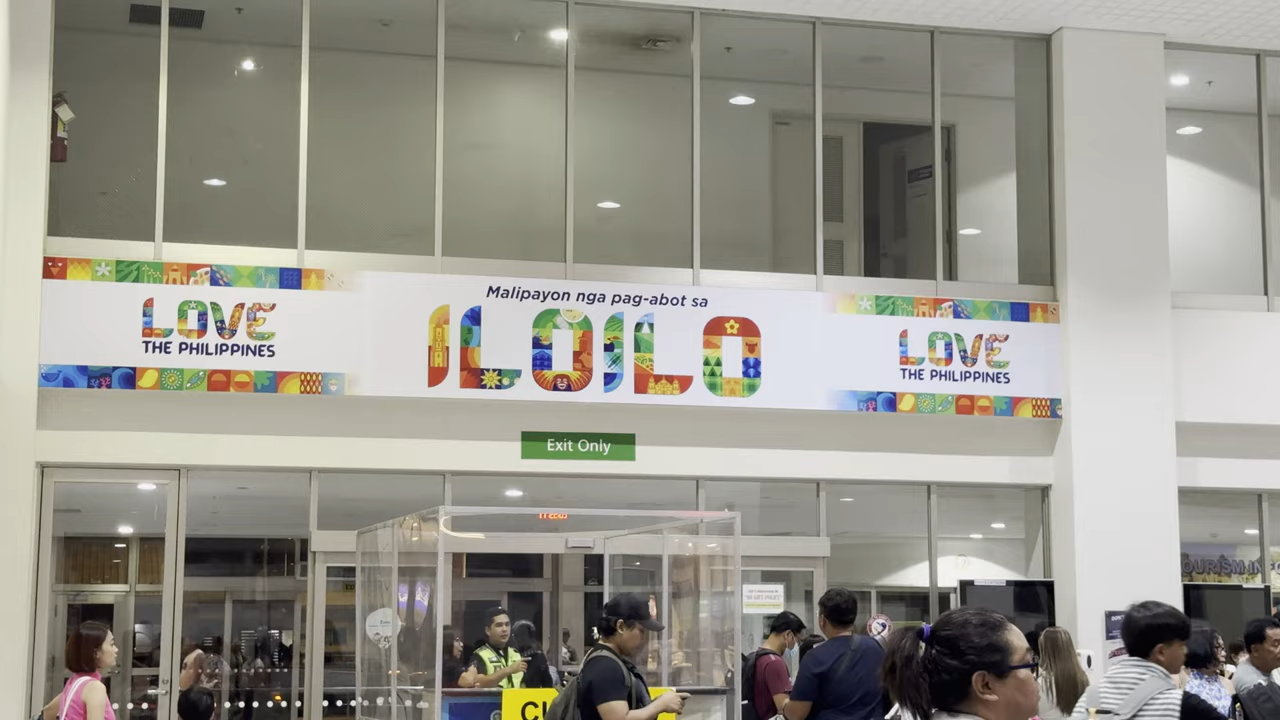 Malipayon nga pag-abot sa
ILOILO
LOVE
THE PHILIPPINES
LOVE
THE PHILIPPINES
Exit Only